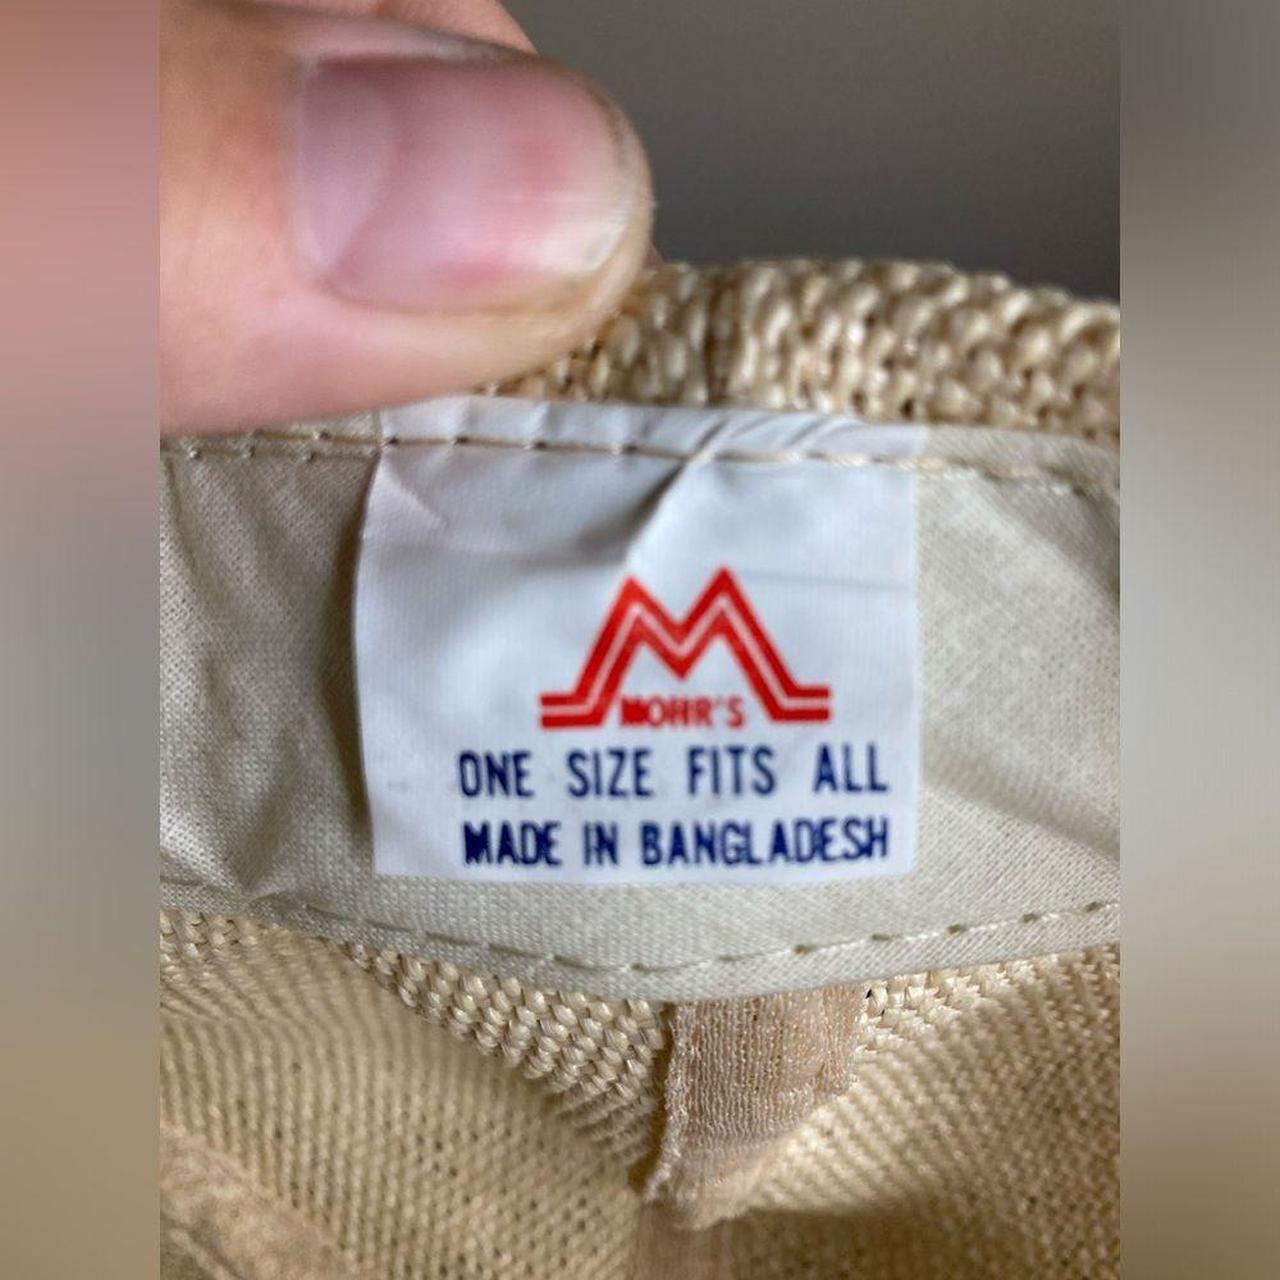 MOHR'S
ONE SIZE FITS ALL
MADE IN BANGLADESH